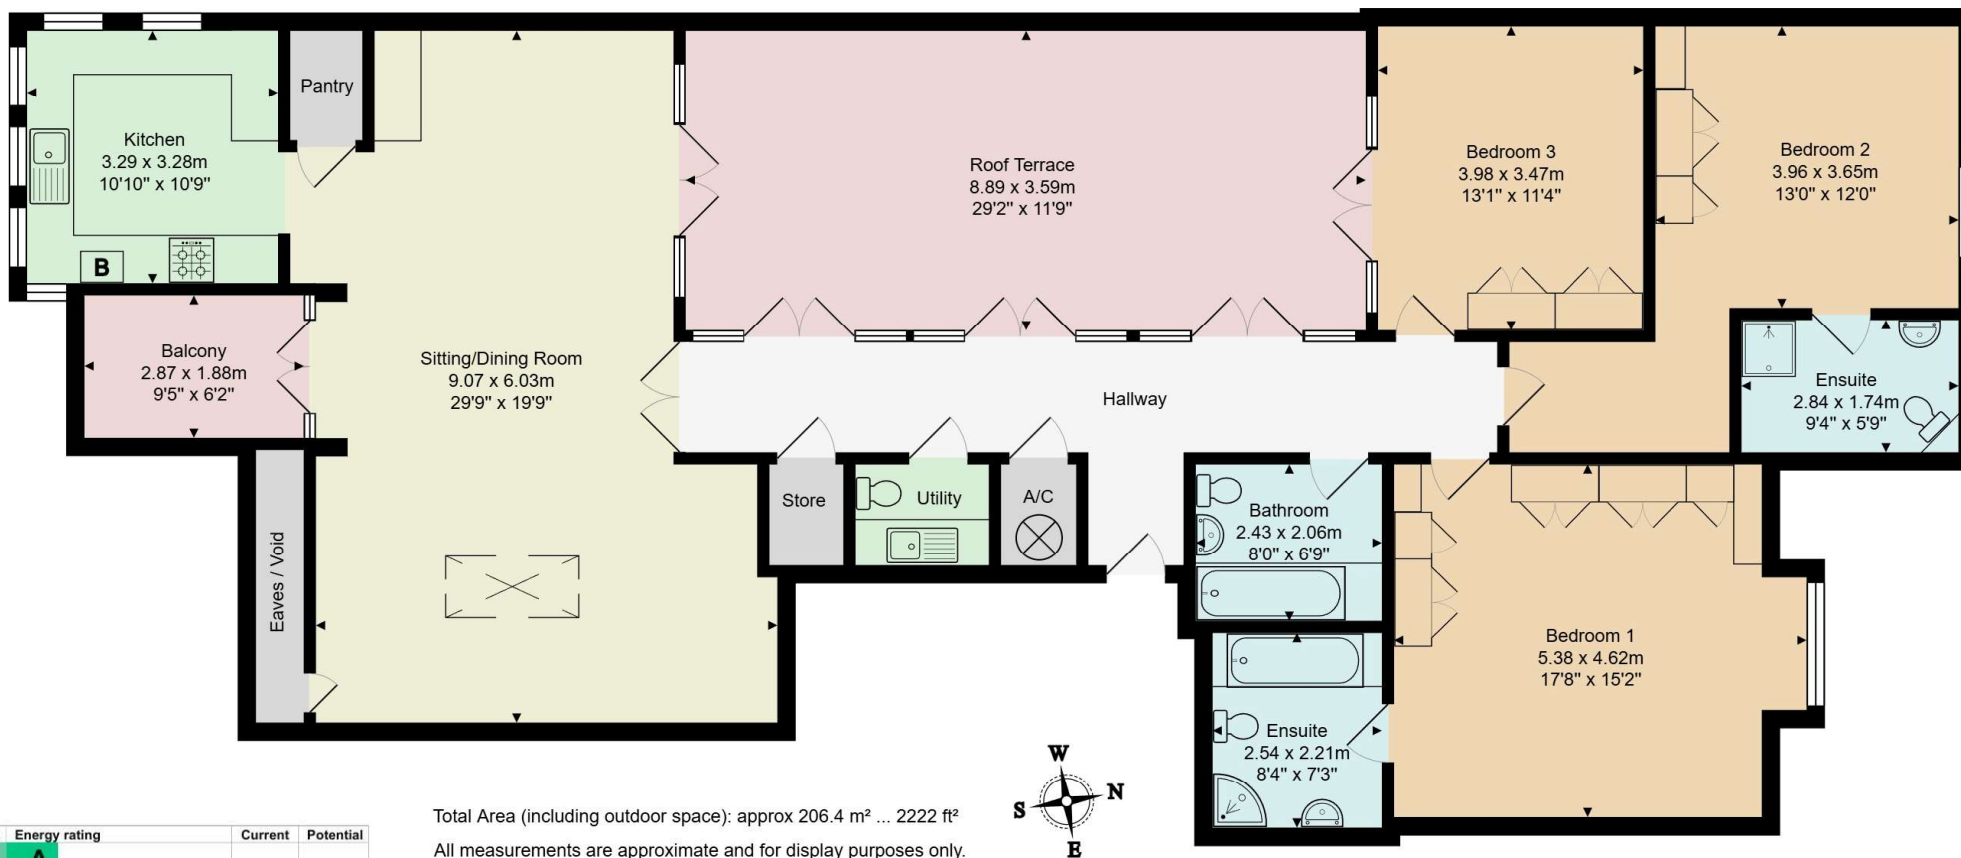 Kitchen
3.29 x 3.28m
10'10" x 10'9"
B
Pantry
Balcony
2.87 x 1.88m
9'5" x 6'2"
Eaves / Void
Sitting/Dining Room
9.07 x 6.03m
29'9" x 19'9"
Roof Terrace
8.89 x 3.59m
29'2" x 11'9"
Bedroom 3
3.98 x 3.47m
13'1" x 11'4"
Bedroom 2
3.96 x 3.65m
13'0" x 12'0"
Ensuite
2.84 x 1.74m
9'4" x 5'9"
Hallway
Store
Utility
A/C
Bathroom
2.43 x 2.06m
8'0" x 6'9"
Bedroom 1
5.38 x 4.62m
17'8" x 15'2"
Ensuite
2.54 x 2.21m
8'4" x 7'3"
W
N
S
E
Total Area (including outdoor space): approx 206.4 m² ... 2222 ft²
All measurements are approximate and for display purposes only.
Energy rating Current Potential
A